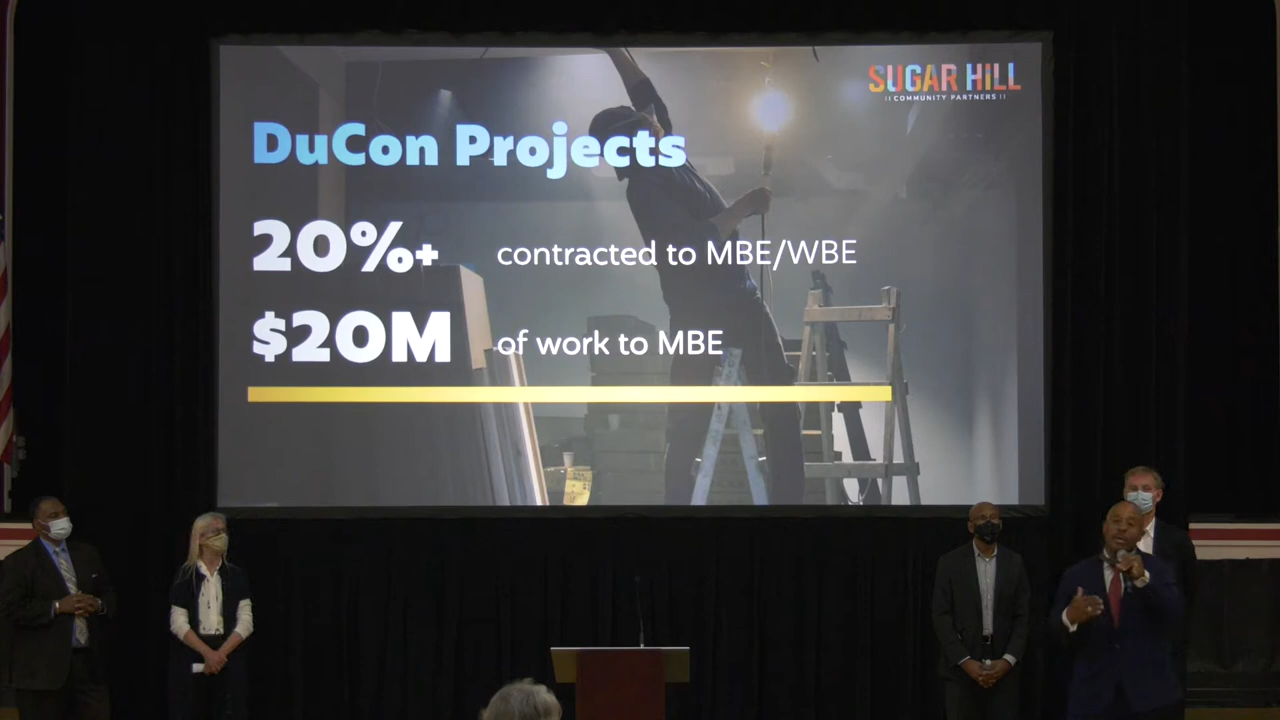 SUGAR HiLL
COMMUNITY PARTNERS
DuCon Projects
20%+ contracted to MBE/WBE
$20M of work to MBE